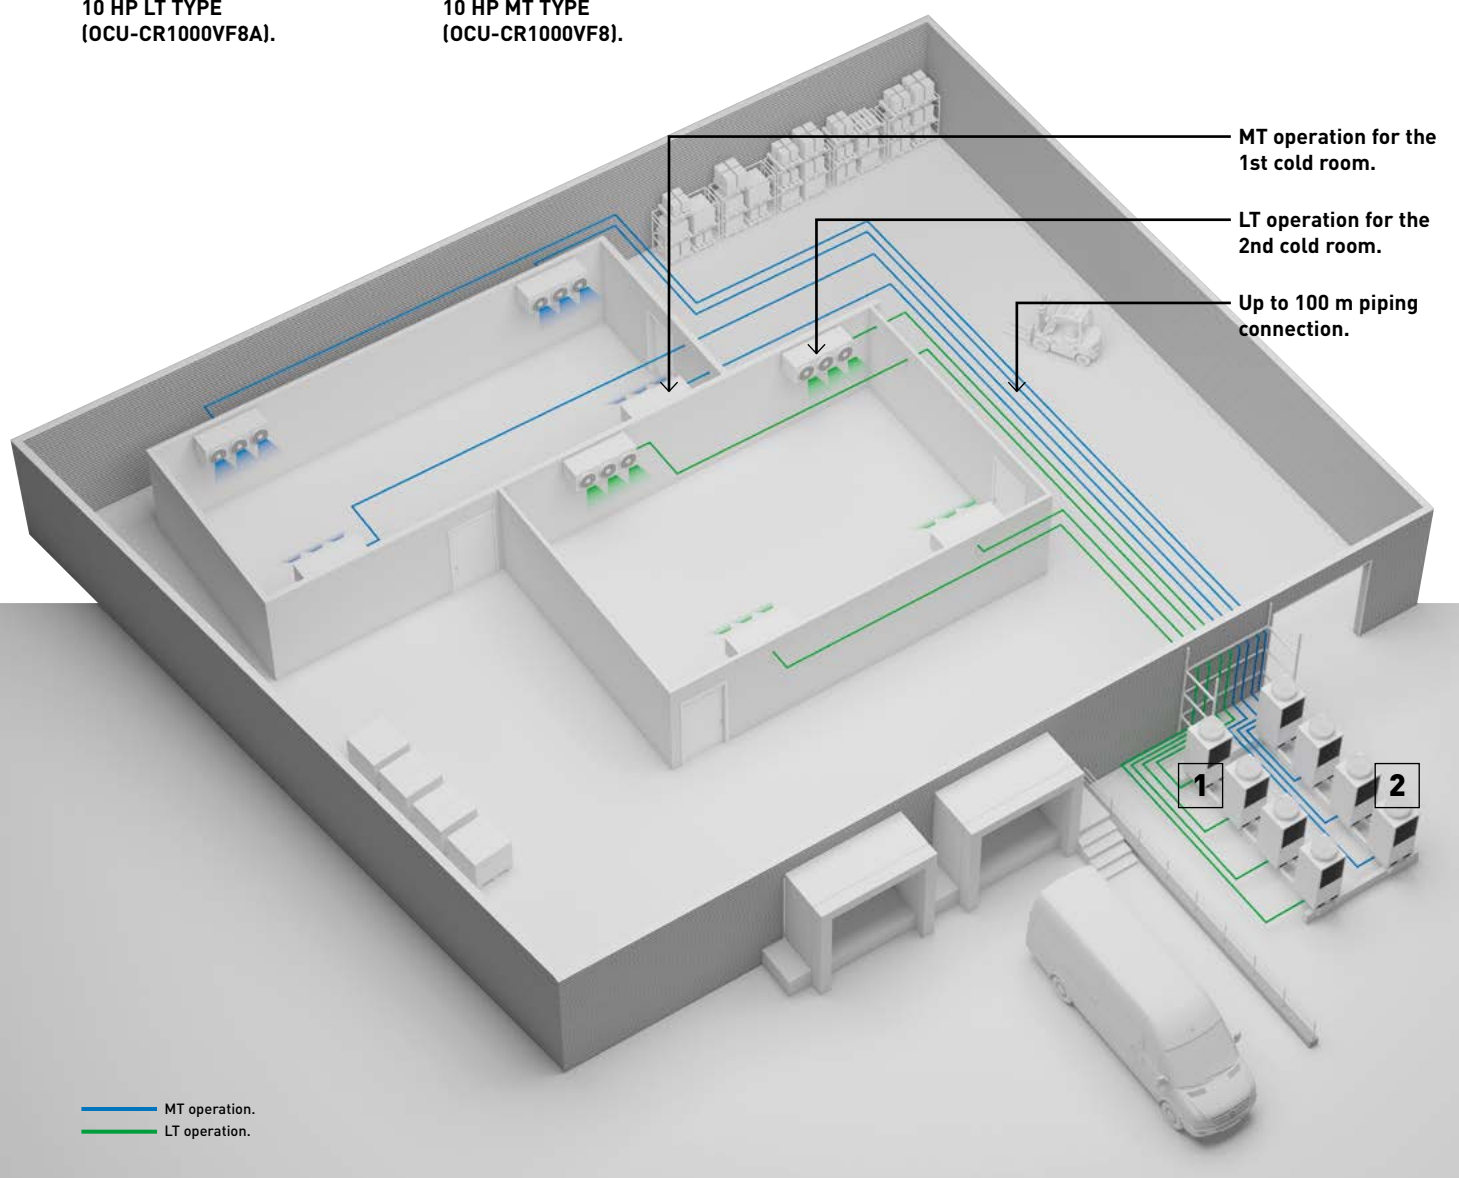 10 HP LT TYPE
(OCU-CR1000VF8A).
10 HP MT TYPE
(OCU-CR1000VF8).
MT operation for the
1st cold room.
LT operation for the
2nd cold room.
Up to 100 m piping
connection.
1
2
MT operation.
LT operation.